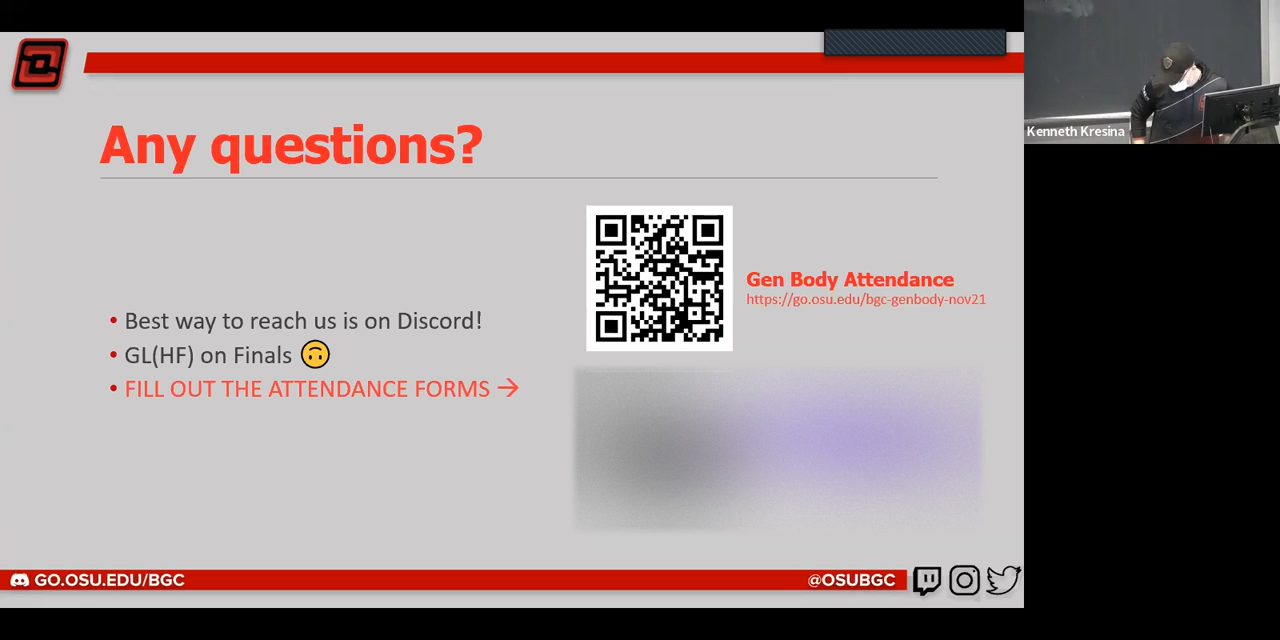 Any questions?
Kenneth Kresina
Gen Body Attendance
https://go.osu.edu/bgc-genbody-nov21
• Best way to reach us is on Discord!
• GL(HF) on Finals 🙃
• FILL OUT THE ATTENDANCE FORMS →
GO.OSU.EDU/BGC
@OSUBGC